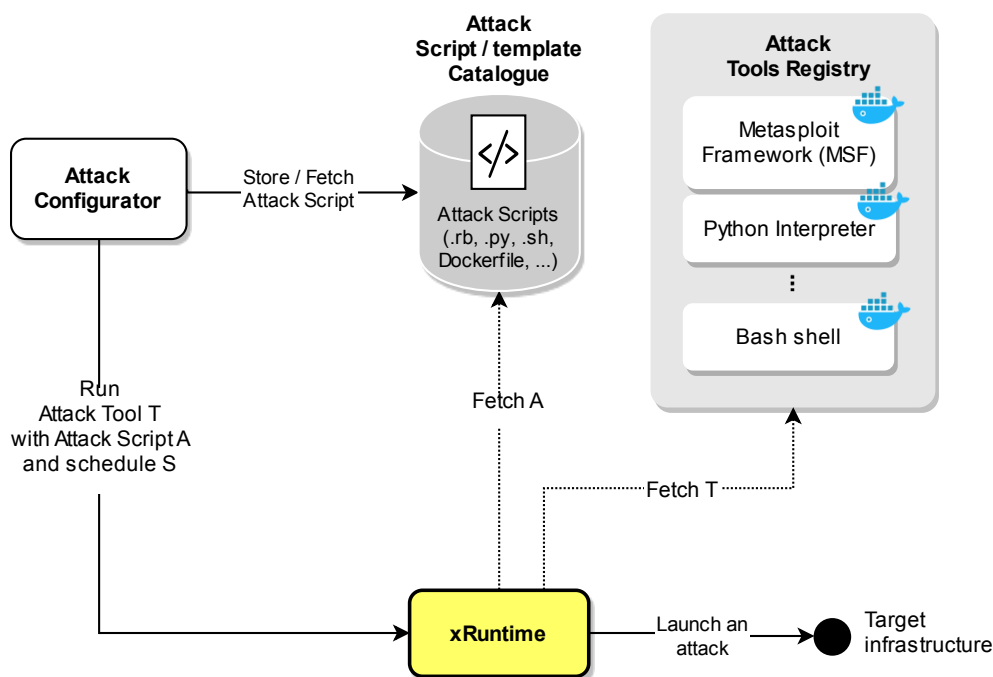 Attack
Script / template
Catalogue
Attack
Tools Registry
Metasploit
Framework (MSF)
Attack
Configurator
Store / Fetch
Attack Script
Attack Scripts
(.rb, .py, .sh,
Dockerfile, ...)
Python Interpreter
...
Bash shell
Run
Attack Tool T
with Attack Script A
and schedule S
Fetch A
Fetch T
xRuntime
Launch an
attack
Target
infrastructure